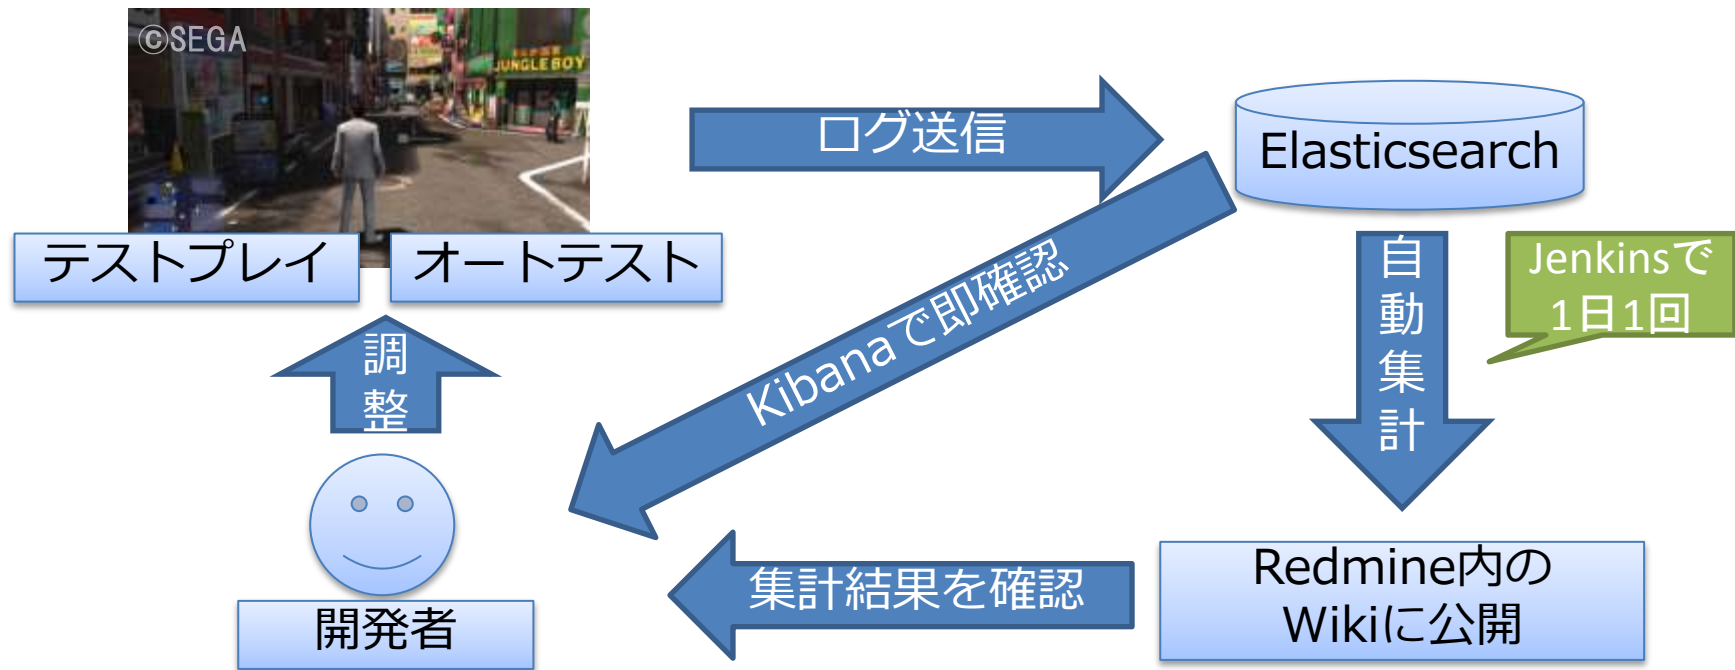 ©SEGA
JUNGLE BOY
テストプレイ
オートテスト
ログ送信
Elasticsearch
Kibanaで即確認
自動集計
Jenkinsで
1日1回
調整
開発者
集計結果を確認
Redmine内の
Wikiに公開